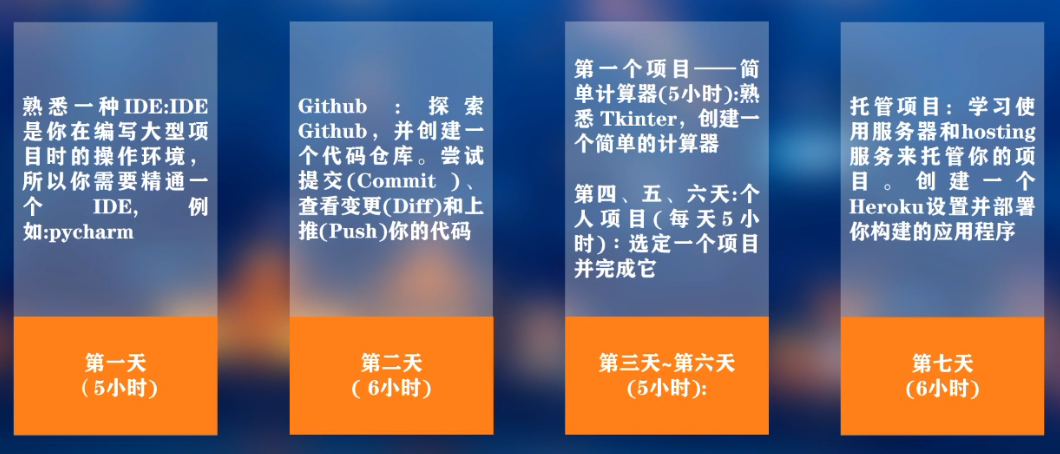 熟悉一种IDE:IDE
是你在编写大型项
目时的操作环境，
所以你需要精通一
个 IDE, 例
如:pycharm
第一天
（5小时)
Github : 探索
Github，并创建一
个代码仓库。尝试
提交(Commit )、
查看变更(Diff)和上
推(Push)你的代码
第二天
( 6小时)
第一个项目——简
单计算器(5小时):熟
悉 Tkinter，创建一
个简单的计算器
第四、五、六天:个
人项目(每天5小
时)：选定一个项目
并完成它
第三天~第六天
(5小时):
托管项目：学习使
用服务器和hosting
服务来托管你的项
目。创建一个
Heroku设置并部署
你构建的应用程序
第七天
(6小时)